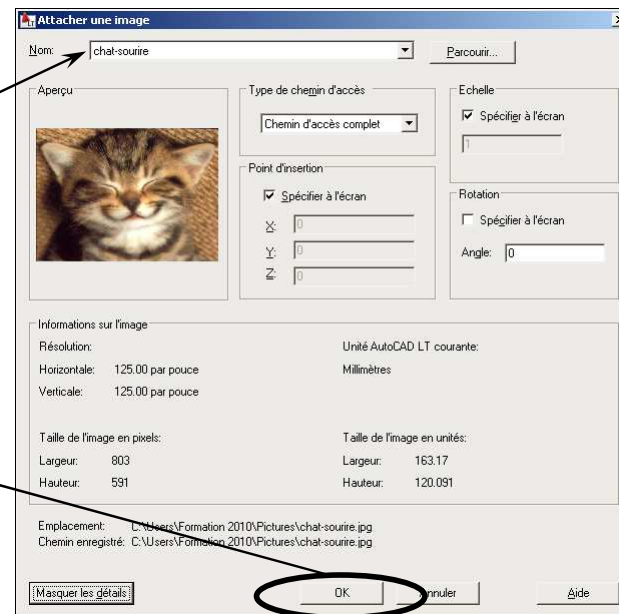 Attacher une image
Nom: chat-sourire Parcourir...
Aperçu
Type de chemin d'accès
Chemin d'accès complet
Echelle
Spécifier à l'écran
1
Point d'insertion
Spécifier à l'écran
X: 0
Y: 0
Z: 0
Rotation
Spécifier à l'écran
Angle: 0
Informations sur l'image
Résolution: Unité AutoCAD LT courante:
Horizontale: 125.00 par pouce Millimètres
Verticale: 125.00 par pouce
Taille de l'image en pixels: Taille de l'image en unités:
Largeur: 803 Largeur: 163.17
Hauteur: 591 Hauteur: 120.091
Emplacement: C:\Users\Formation 2010\Pictures\chat-sourire.jpg
Chemin enregistré: C:\Users\Formation 2010\Pictures\chat-sourire.jpg
Masquer les détails OK Annuler Aide